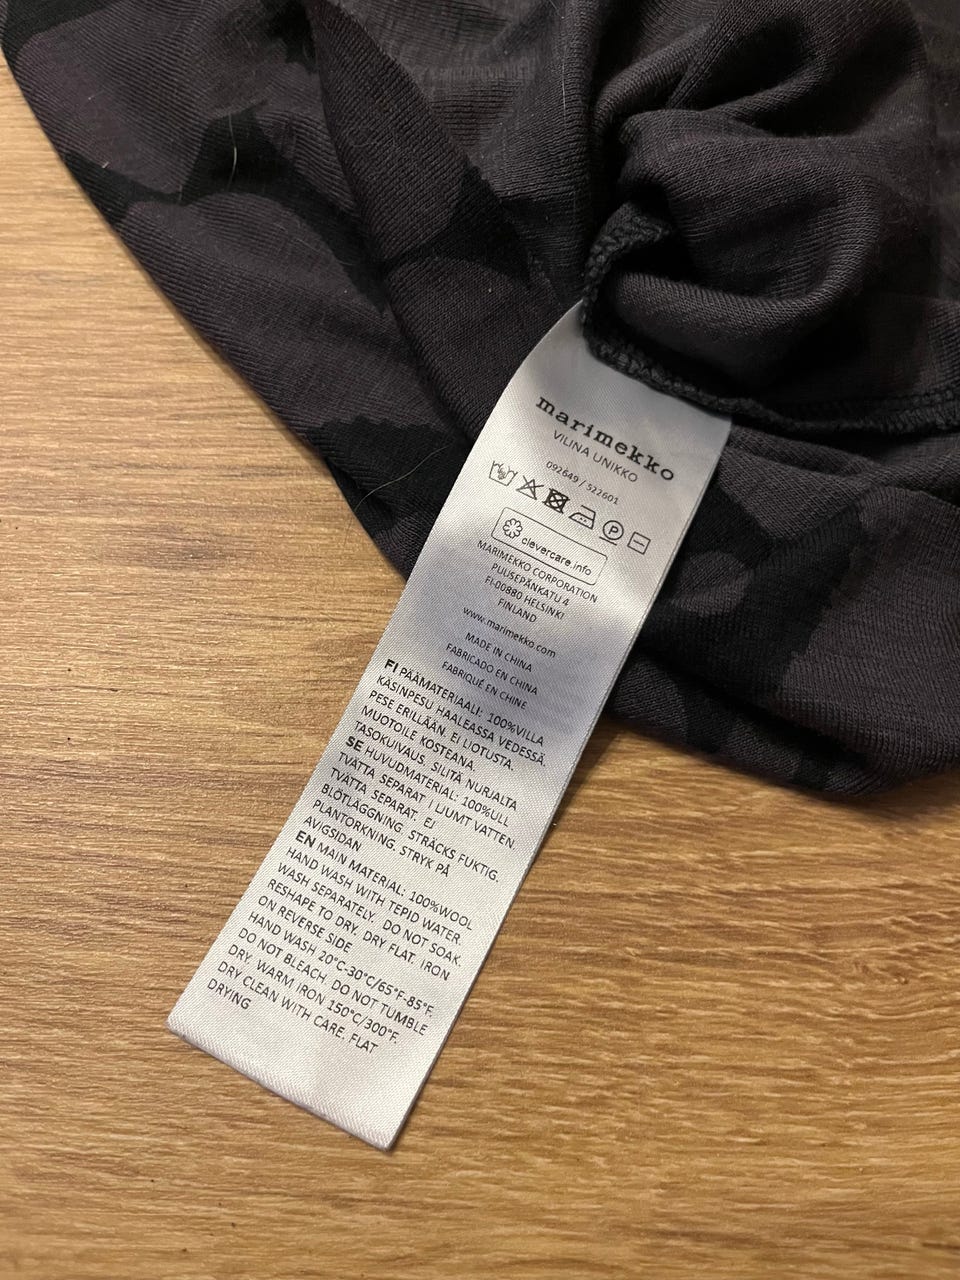 marimekko
VILINA UNIKKO
092649 / 522601
P
clevercare.info
MARIMEKKO CORPORATION
PUUSEPÄNKATU 4
FI-00880 HELSINKI
FINLAND
www.marimekko.com
MADE IN CHINA
FABRICADO EN CHINA
FABRIQUÉ EN CHINE
FI PÄÄMATERIAALI: 100%VILLA
KÄSINPESU HAALEASSA VEDESSÄ.
PESE ERILLÄÄN. EI LIOTUSTA.
MUOTOILE KOSTEANA.
TASOKUIVAUS. SILITÄ NURJALTA
SE HUVUDMATERIAL: 100%ULL
TVÄTTA SEPARAT I LJUMT VATTEN.
TVÄTTA SEPARAT. EJ
BLÖTLÄGGNING. STRÄCKS FUKTIG.
PLANTORKNING. STRYK PÅ
AVIGSIDAN
EN MAIN MATERIAL: 100%WOOL
HAND WASH WITH TEPID WATER.
WASH SEPARATELY. DO NOT SOAK.
RESHAPE TO DRY. DRY FLAT. IRON
ON REVERSE SIDE
HAND WASH 20°C-30°C/65°F-85°F.
DO NOT BLEACH. DO NOT TUMBLE
DRY. WARM IRON 150°C/300°F.
DRY CLEAN WITH CARE. FLAT
DRYING